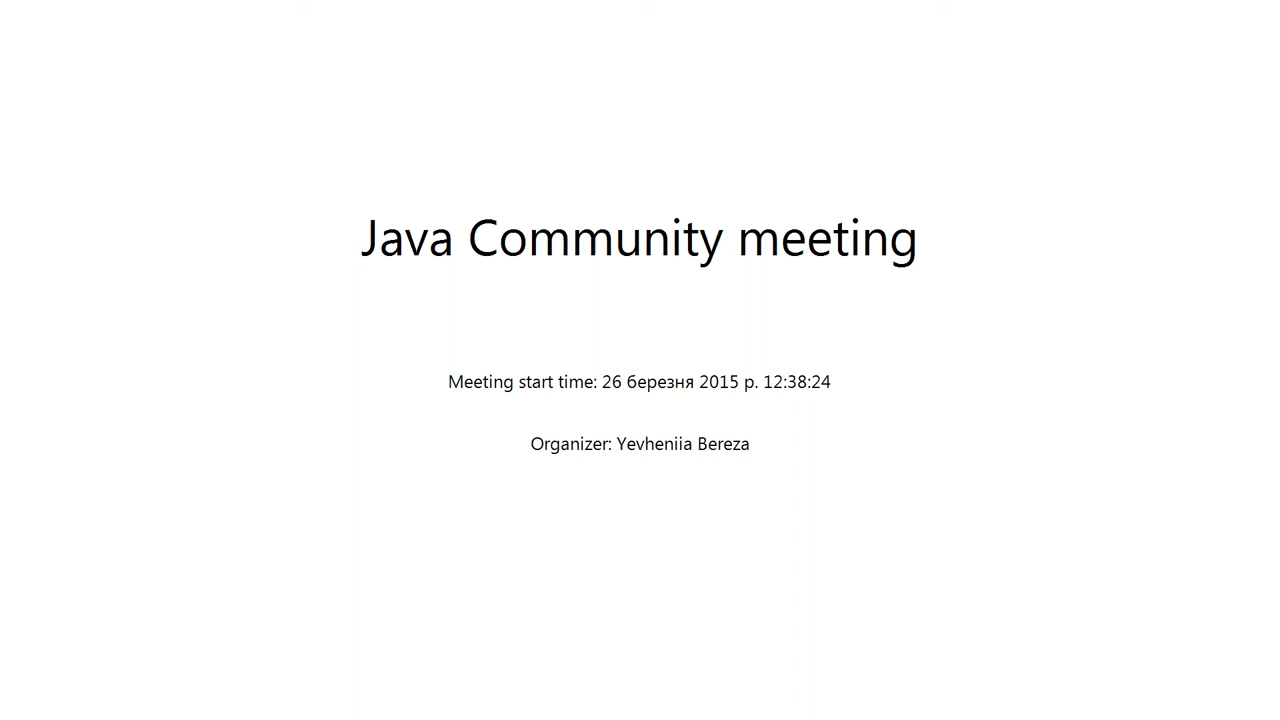 Java Community meeting
Meeting start time: 26 березня 2015 р. 12:38:24
Organizer: Yevheniia Bereza